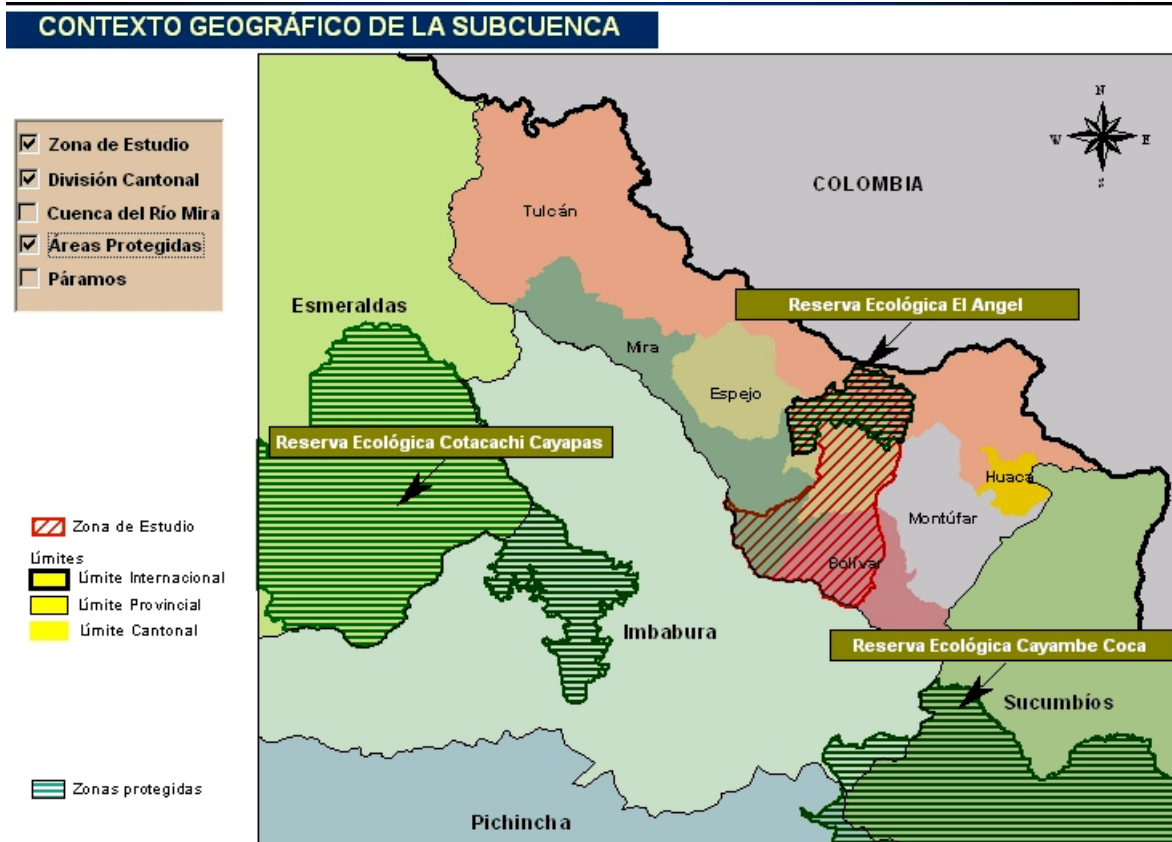 CONTEXTO GEOGRÁFICO DE LA SUBCUENCA
Zona de Estudio
División Cantonal
Cuenca del Río Mira
Áreas Protegidas
Páramos
N
W E
S
COLOMBIA
Tulcán
Reserva Ecológica El Angel
Esmeraldas
Mira
Espejo
Reserva Ecológica Cotacachi Cayapas
Huaca
Montúfar
Bolívar
Imbabura
Reserva Ecológica Cayambe Coca
Sucumbíos
Pichincha
Zona de Estudio
Límites
Límite Internacional
Límite Provincial
Límite Cantonal
Zonas protegidas